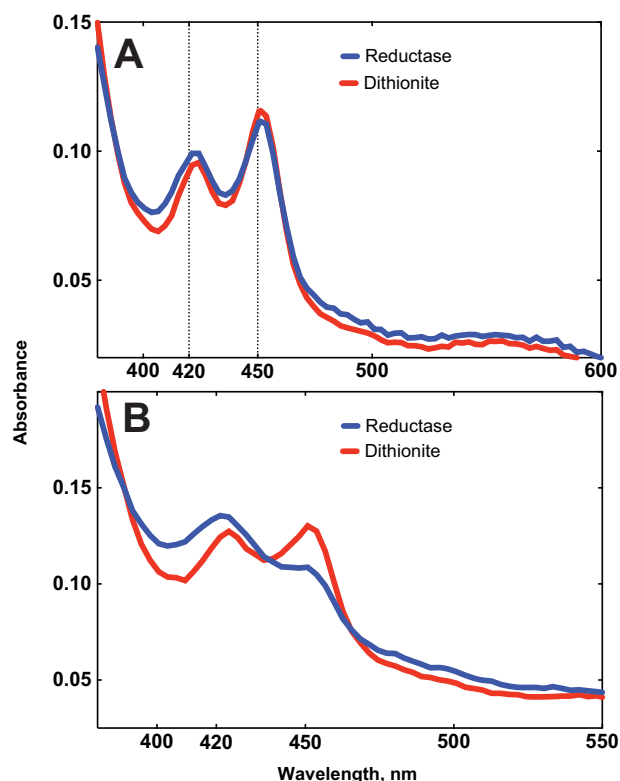 0.15
A
Reductase
Dithionite
0.10
0.05
400 420 450 500 600
Absorbance
B
Reductase
Dithionite
0.15
0.10
0.05
400 420 450 500 550
Wavelength, nm